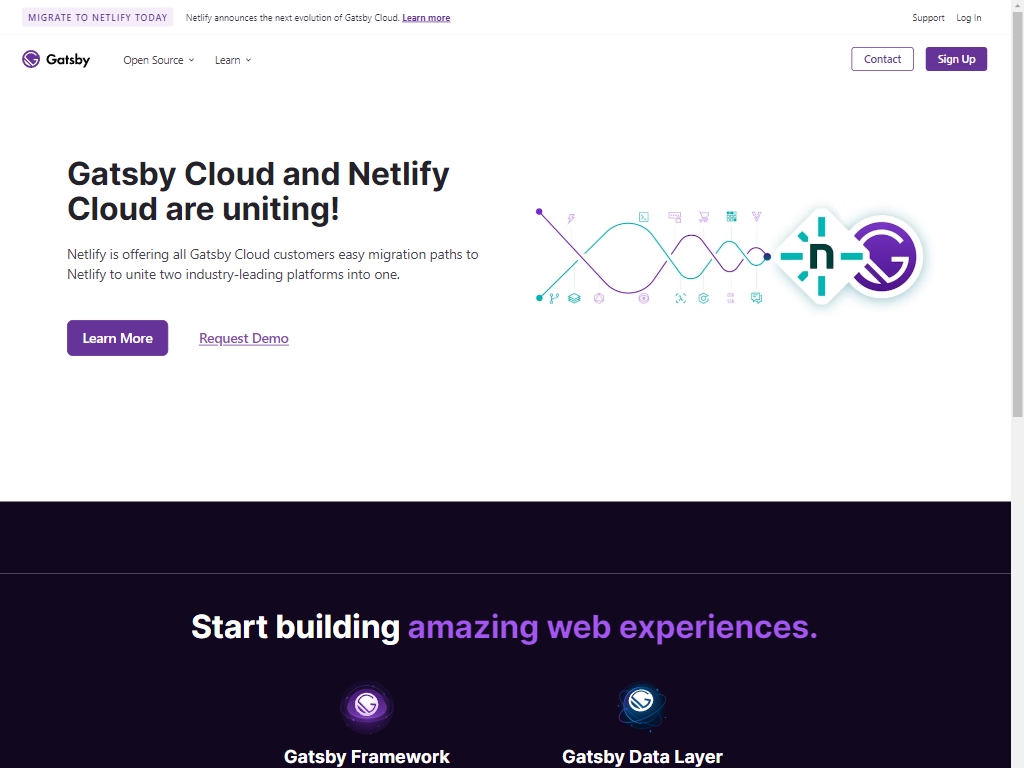 MIGRATE TO NETLIFY TODAY
Netlify announces the next evolution of Gatsby Cloud. Learn more
Support
Log In
Gatsby
Open Source
Learn
Contact
Sign Up
Gatsby Cloud and Netlify
Cloud are uniting!
Netlify is offering all Gatsby Cloud customers easy migration paths to
Netlify to unite two industry-leading platforms into one.
Learn More
Request Demo
n
Start building amazing web experiences.
Gatsby Framework
Gatsby Data Layer